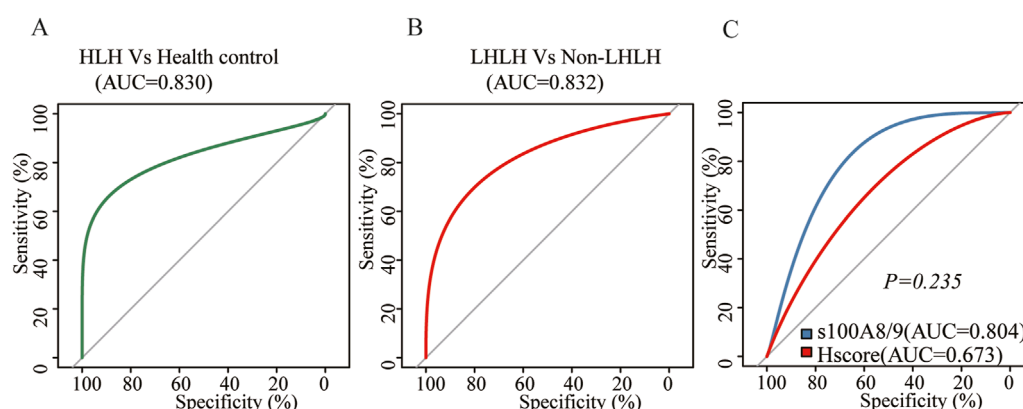 A
HLH Vs Health control
(AUC=0.830)
Sensitivity (%)
100
80
60
40
20
0
100 80 60 40 20 0
Specificity (%)
B
LHLH Vs Non-LHLH
(AUC=0.832)
Sensitivity (%)
100
80
60
40
20
0
100 80 60 40 20 0
Specificity (%)
C
Sensitivity (%)
100
80
60
40
20
0
P=0.235
s100A8/9(AUC=0.804)
Hscore(AUC=0.673)
100 80 60 40 20 0
Specificity (%)